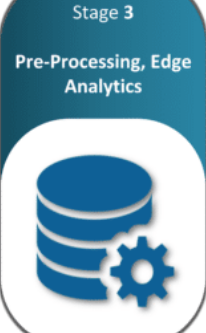 Stage 3
Pre-Processing, Edge
Analytics